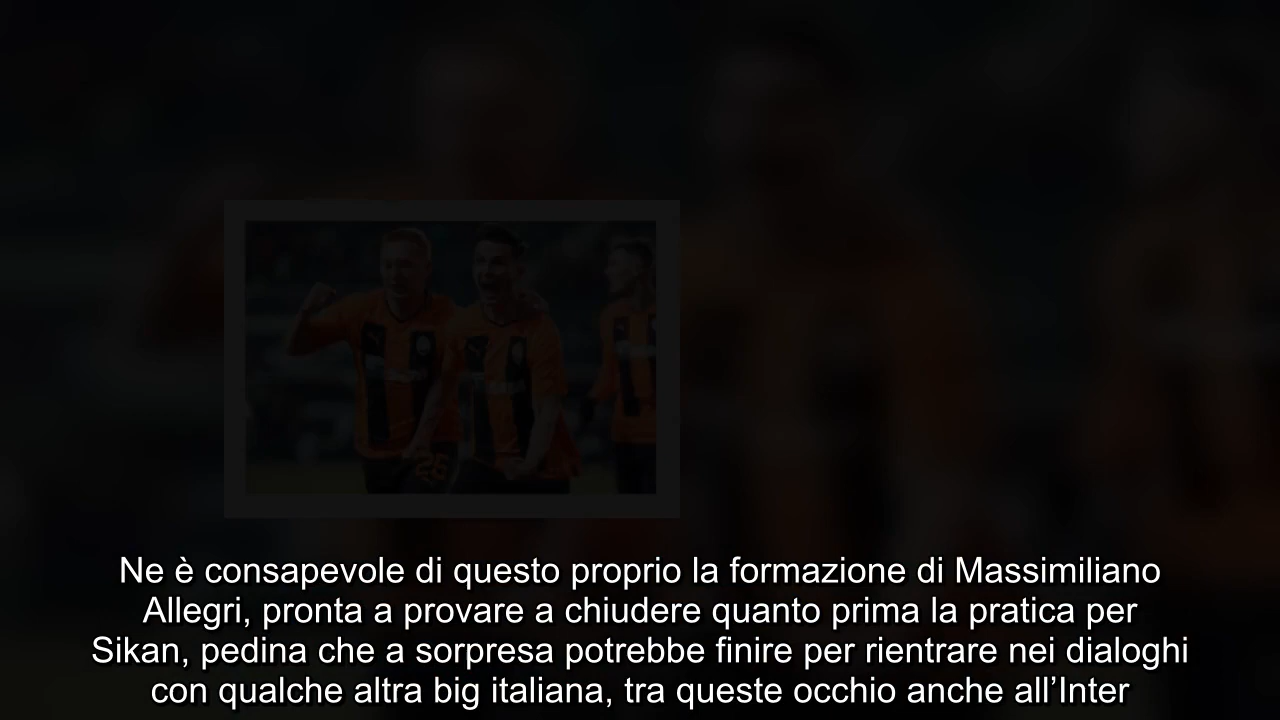 Ne è consapevole di questo proprio la formazione di Massimiliano
Allegri, pronta a provare a chiudere quanto prima la pratica per
Sikan, pedina che a sorpresa potrebbe finire per rientrare nei dialoghi
con qualche altra big italiana, tra queste occhio anche all’Inter
26